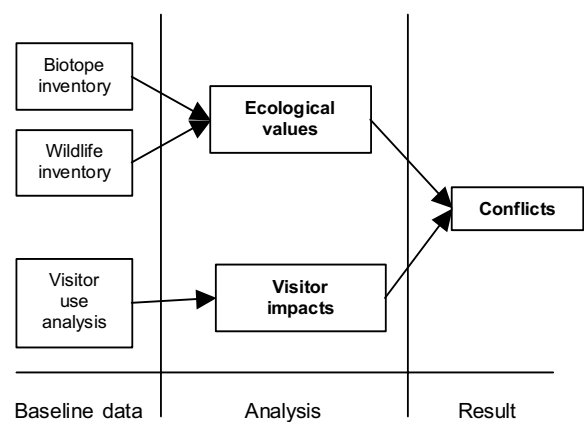 Biotope
inventory
Wildlife
inventory
Visitor
use
analysis
Ecological
values
Visitor
impacts
Conflicts
Baseline data
Analysis
Result